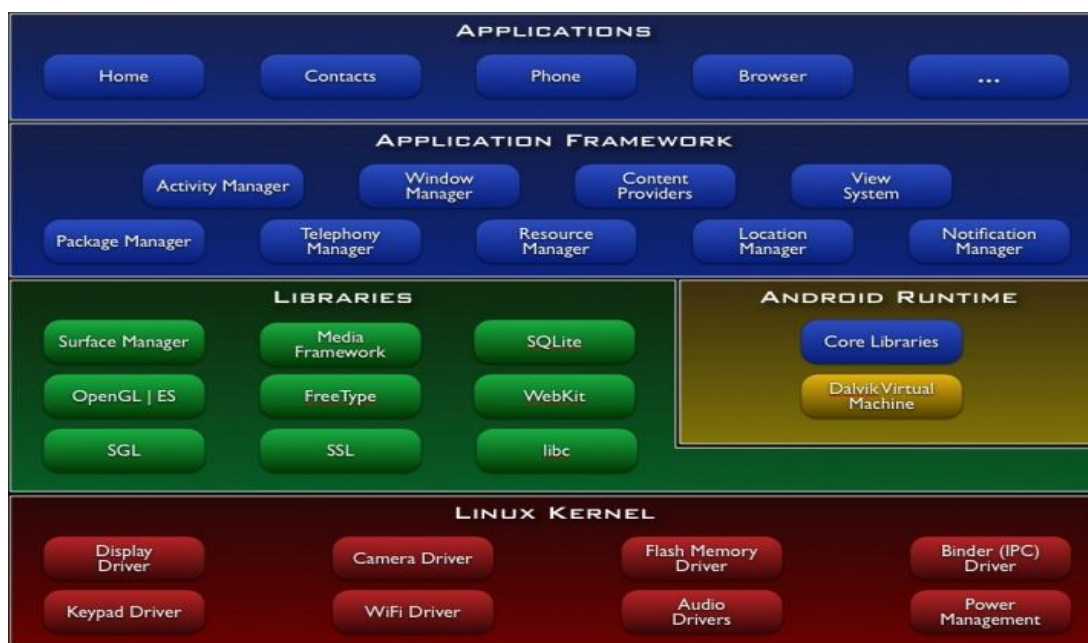 APPLICATIONS
Home Contacts Phone Browser ...
APPLICATION FRAMEWORK
Activity Manager
Window
Manager
Content
Providers
View
System
Package Manager
Telephony
Manager
Resource
Manager
Location
Manager
Notification
Manager
LIBRARIES
Surface Manager
Media
Framework
SQLite
OpenGL | ES
FreeType
WebKit
SGL
SSL
libc
ANDROID RUNTIME
Core Libraries
Dalvik Virtual
Machine
LINUX KERNEL
Display
Driver
Camera Driver
Flash Memory
Driver
Binder (IPC)
Driver
Keypad Driver
WiFi Driver
Audio
Drivers
Power
Management